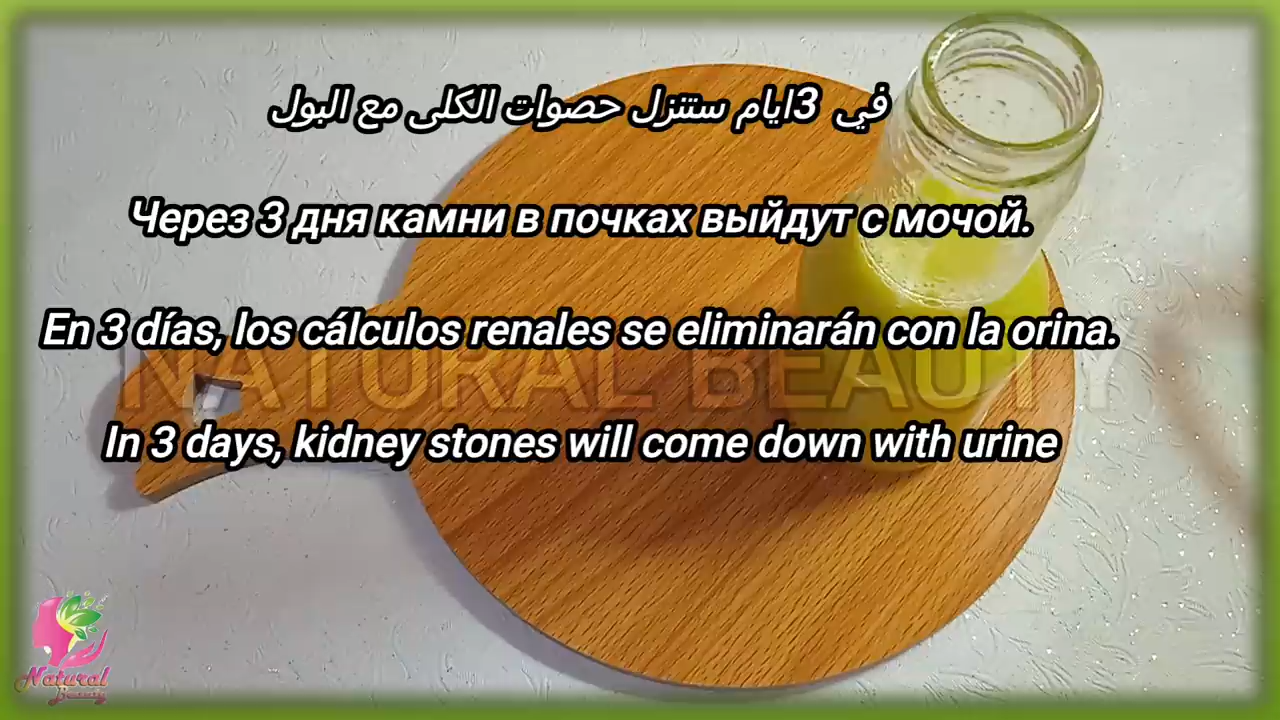 في 3ايام ستنزل حصوات الكلى مع البول
Через 3 дня камни в почках выйдут с мочой.
En 3 días, los cálculos renales se eliminarán con la orina.
NATURAL BEAUTY
In 3 days, kidney stones will come down with urine
Natural
Beauty